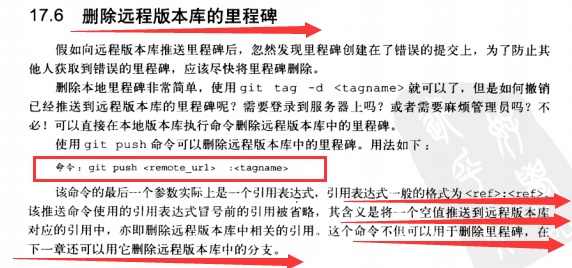 17.6 删除远程版本库的里程碑
假如向远程版本库推送里程碑后，忽然发现里程碑创建在了错误的提交上，为了防止其
他人获取到错误的里程碑，应该尽快将里程碑删除。
删除本地里程碑非常简单，使用git tag -d <tagname>就可以了，但是如何撤销
已经推送到远程版本库的里程碑呢？需要登录到服务器上吗？或者需要麻烦管理员吗？不
必！可以直接在本地版本库执行命令删除远程版本库中的里程碑。
使用git push命令可以删除远程版本库中的里程碑。用法如下：
命令：git push <remote_url> :<tagname>
该命令的最后一个参数实际上是一个引用表达式，引用表达式一般的格式为<ref>:<ref>。
该推送命令使用的引用表达式冒号前的引用被省略，其含义是将一个空值推送到远程版本库
对应的引用中，亦即删除远程版本库中相关的引用。这个命令不但可以用于删除里程碑，在
下一章还可以用它删除远程版本库中的分支。